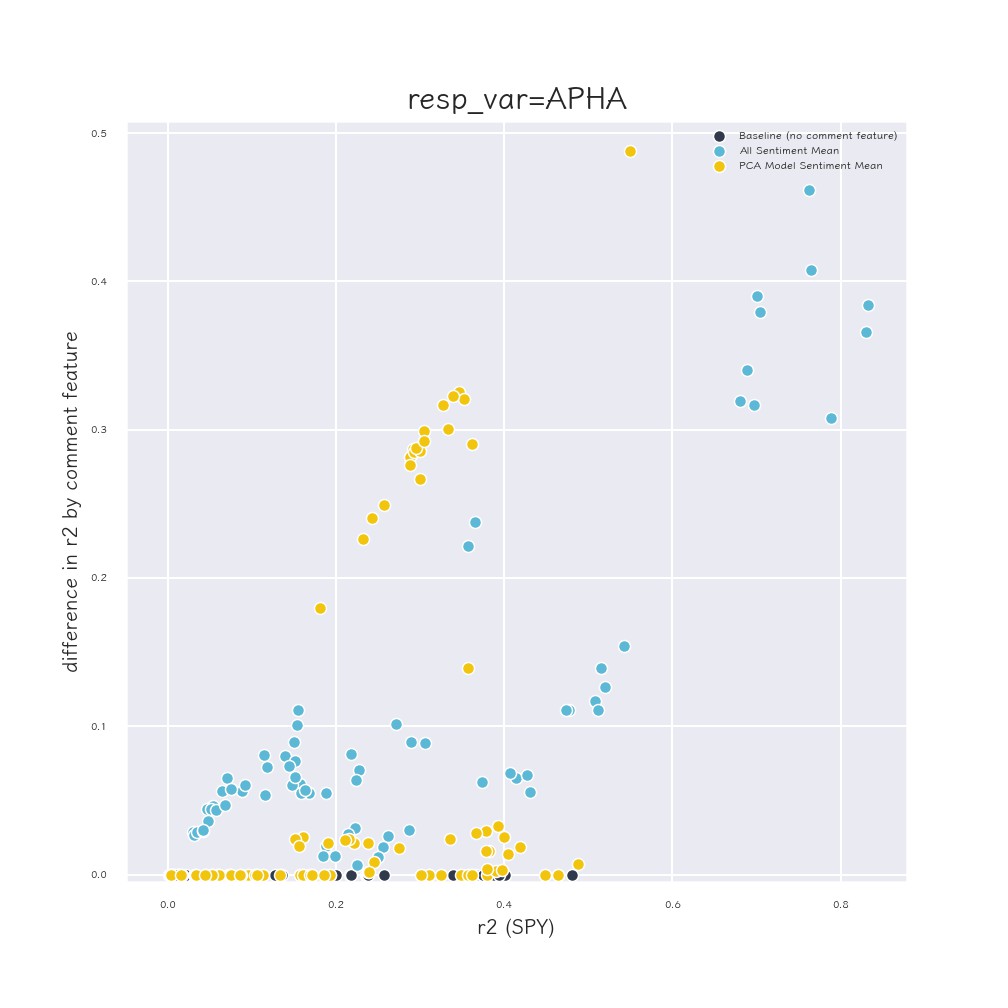 resp_var=APHA
Baseline (no comment feature)
All Sentiment Mean
PCA Model Sentiment Mean
difference in r2 by comment feature
0.5
0.4
0.3
0.2
0.1
0.0
0.0 0.2 0.4 0.6 0.8
r2 (SPY)